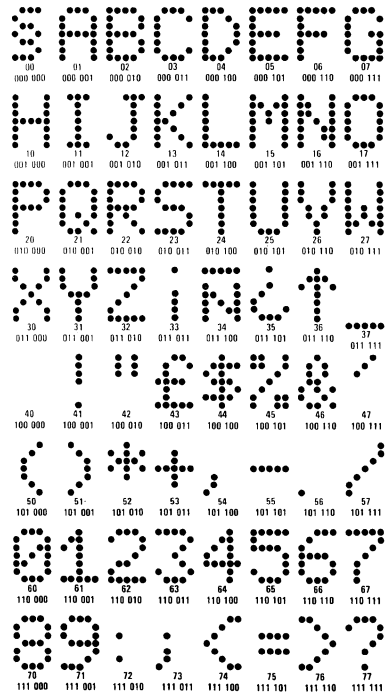 § A B C D E F G
00 01 02 03 04 05 06 07
000 000 000 001 000 010 000 011 000 100 000 101 000 110 000 111
H I J K L M N O
10 11 12 13 14 15 16 17
001 000 001 001 001 010 001 011 001 100 001 101 001 110 001 111
P Q R S T U V W
20 21 22 23 24 25 26 27
010 000 010 001 010 010 010 011 010 100 010 101 010 110 010 111
X Y Z ¡ Ñ ¿ ↑ _
30 31 32 33 34 35 36 37
011 000 011 001 011 010 011 011 011 100 011 101 011 110 011 111
! " £ $ % & '
40 41 42 43 44 45 46 47
100 000 100 001 100 010 100 011 100 100 100 101 100 110 100 111
( ) * + , - . /
50 51 52 53 54 55 56 57
101 000 101 001 101 010 101 011 101 100 101 101 101 110 101 111
0 1 2 3 4 5 6 7
60 61 62 63 64 65 66 67
110 000 110 001 110 010 110 011 110 100 110 101 110 110 110 111
8 9 : ; < = > ?
70 71 72 73 74 75 76 77
111 000 111 001 111 010 111 011 111 100 111 101 111 110 111 111